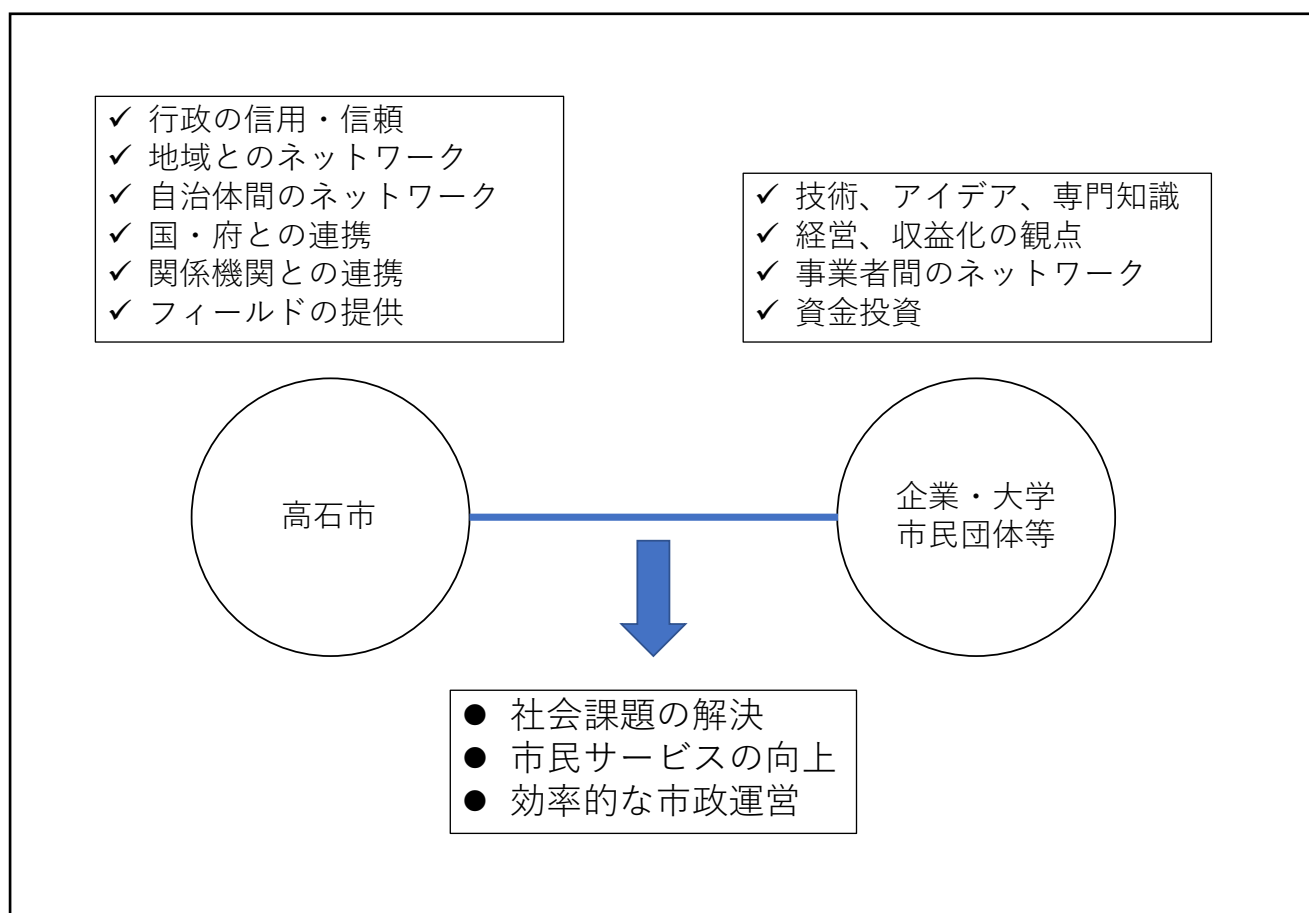 ✓ 行政の信用・信頼
✓ 地域とのネットワーク
✓ 自治体間のネットワーク
✓ 国・府との連携
✓ 関係機関との連携
✓ フィールドの提供
✓ 技術、アイデア、専門知識
✓ 経営、収益化の観点
✓ 事業者間のネットワーク
✓ 資金投資
高石市
企業・大学
市民団体等
● 社会課題の解決
● 市民サービスの向上
● 効率的な市政運営